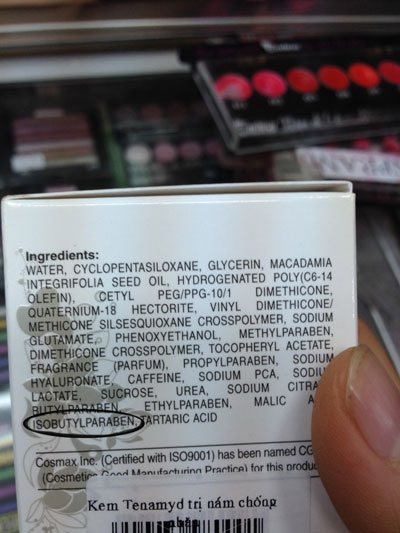 Ingredients:
WATER, CYCLOPENTASILOXANE, GLYCERIN, MACADAMIA
INTEGRIFOLIA SEED OIL, HYDROGENATED POLY(C6-14
OLEFIN), CETYL PEG/PPG-10/1 DIMETHICONE,
QUATERNIUM-18 HECTORITE, VINYL DIMETHICONE/
METHICONE SILSESQUIOXANE CROSSPOLYMER, SODIUM
GLUTAMATE, PHENOXYETHANOL, METHYLPARABEN,
DIMETHICONE CROSSPOLYMER, TOCOPHERYL ACETATE,
FRAGRANCE (PARFUM), PROPYLPARABEN, SODIUM
HYALURONATE, CAFFEINE, SODIUM PCA, SODIUM
LACTATE, SUCROSE, UREA, SODIUM CITRA
BUTYLPARABEN, ETHYLPARABEN, MALIC A
ISOBUTYLPARABEN, TARTARIC ACID
Cosmax Inc. (Certified with ISO9001) has been named CG
(Cosmetics Good Manufacturing Practice) for this produc
Kem Tenamyd trị nám chống